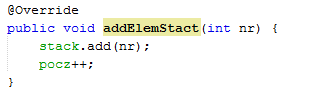 @Override
public void addElemStact(int nr) {
stack.add(nr);
pocz++;
}